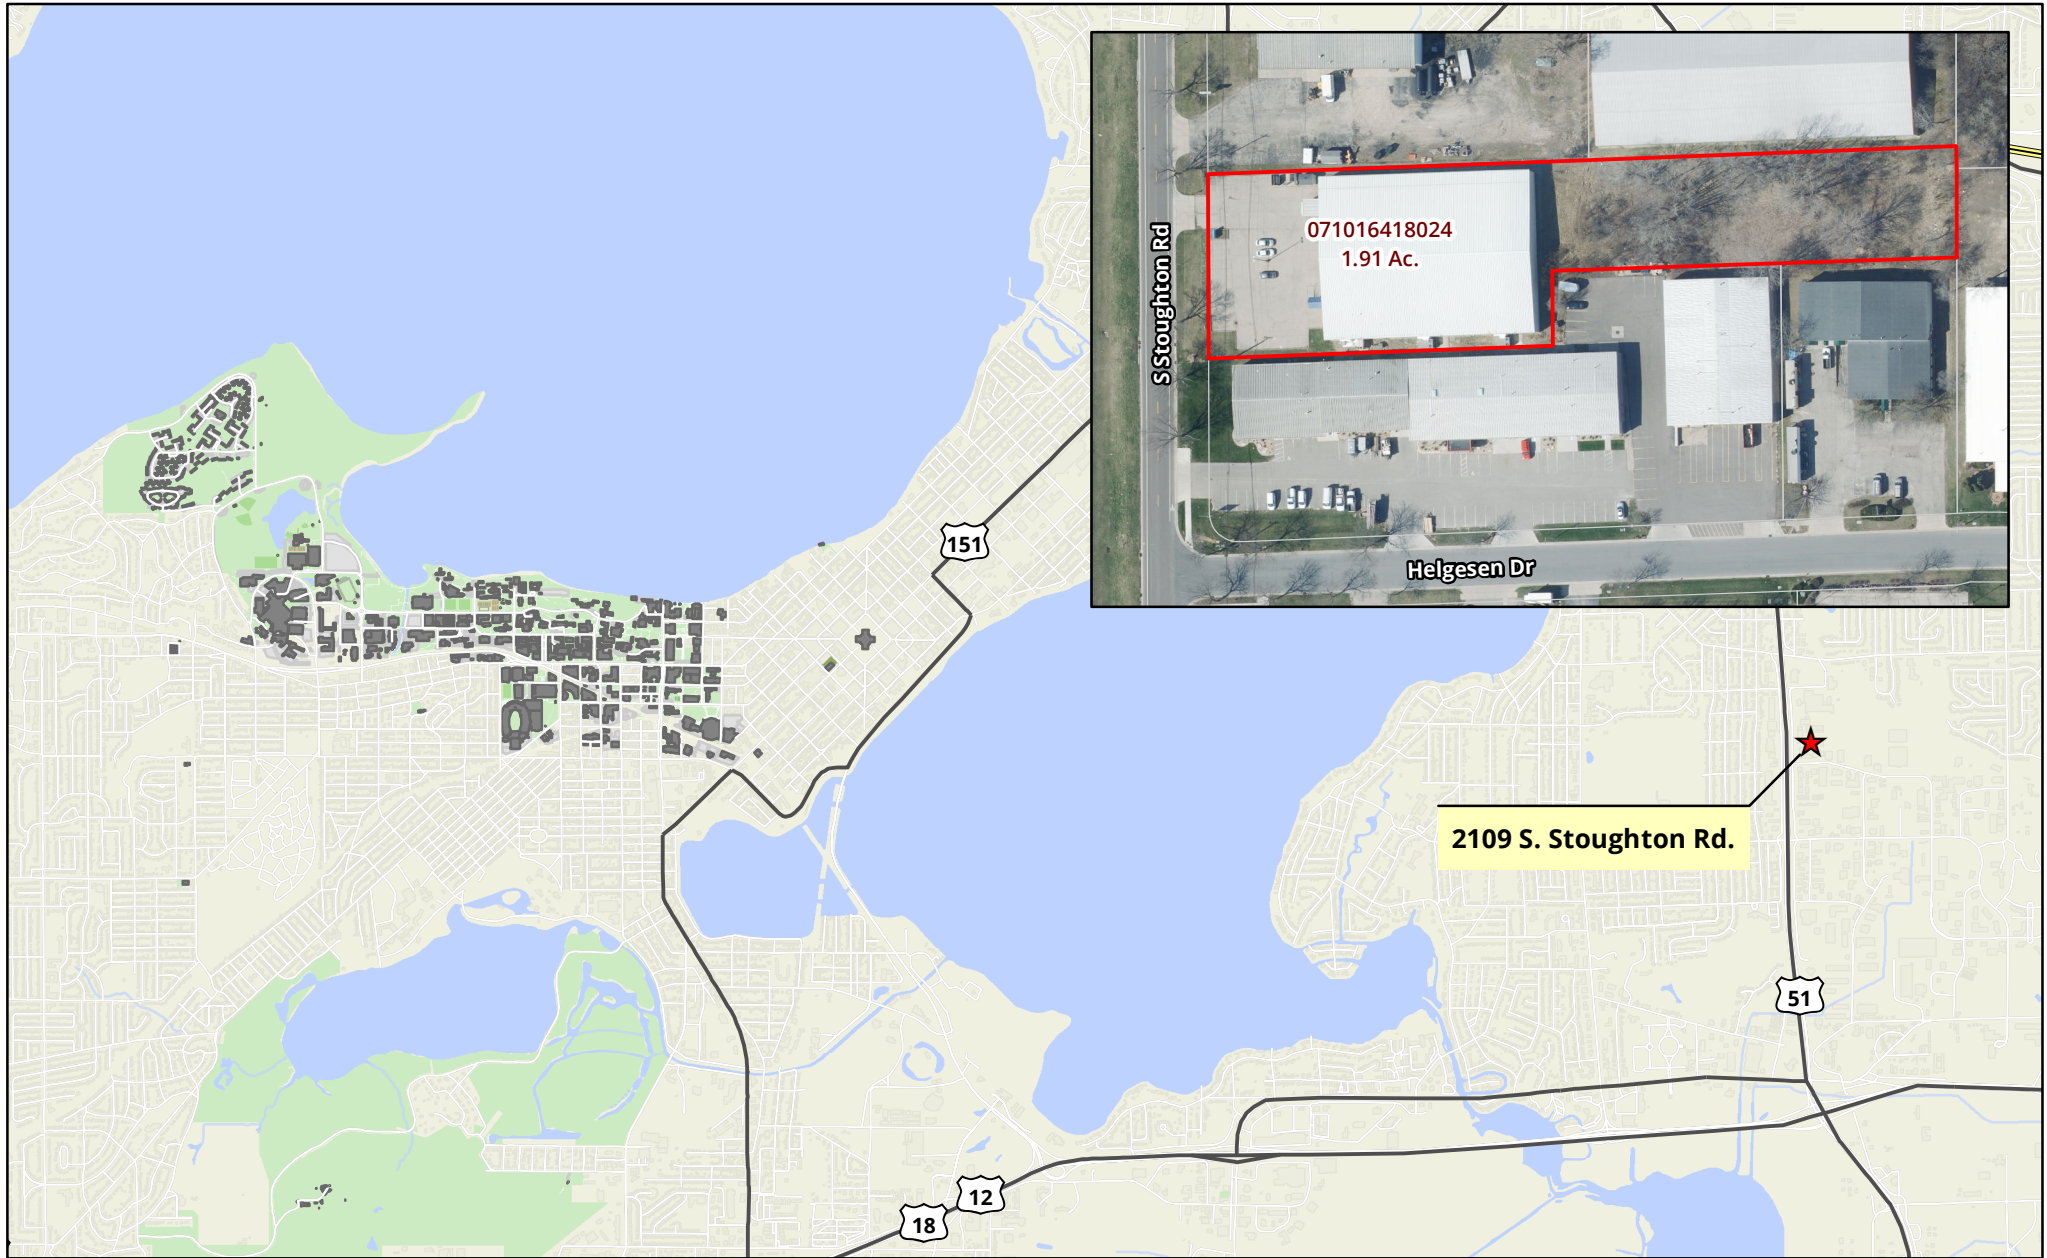 071016418024
1.91 Ac.
S Stoughton Rd
Helgesen Dr
151
2109 S. Stoughton Rd.
51
12
18